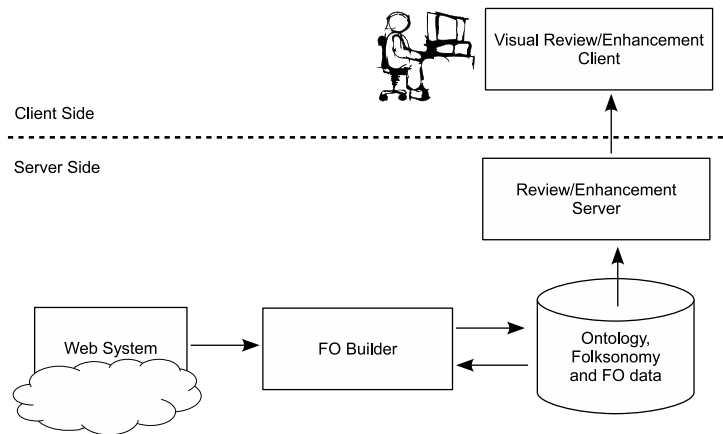 Visual Review/Enhancement
Client
Client Side
Server Side
Review/Enhancement
Server
Web System
FO Builder
Ontology,
Folksonomy
and FO data